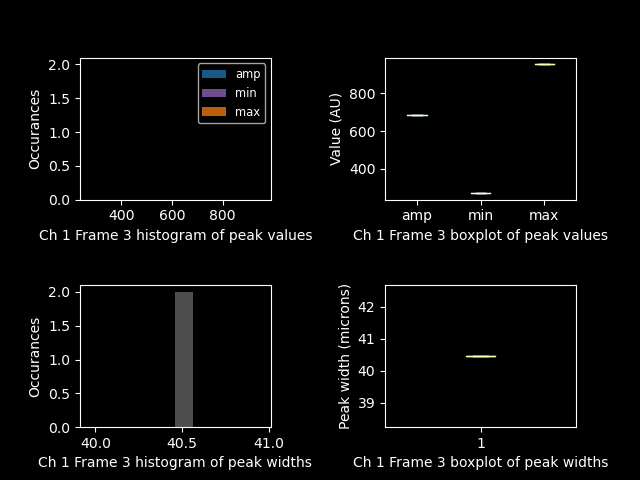 2.0
1.5
1.0
0.5
0.0
Occurances
amp
min
max
400 600 800
Ch 1 Frame 3 histogram of peak values
Value (AU)
800
600
400
amp min max
Ch 1 Frame 3 boxplot of peak values
2.0
1.5
1.0
0.5
0.0
Occurances
40.0 40.5 41.0
Ch 1 Frame 3 histogram of peak widths
Peak width (microns)
42
41
40
39
1
Ch 1 Frame 3 boxplot of peak widths